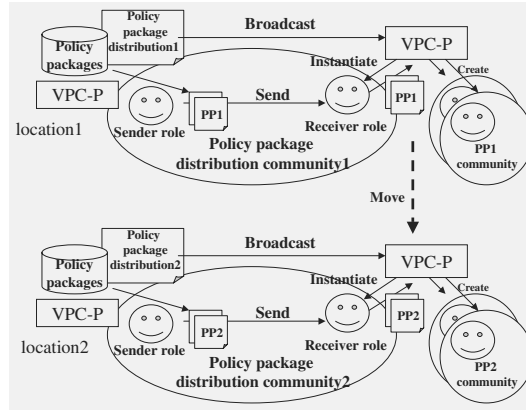 Policy
packages
Policy
package
distribution1
Broadcast
VPC-P
Instantiate
Create
VPC-P
PP1
Send
PP1
location1
Sender role
Receiver role
PP1
community
Policy package
distribution community1
Move
Policy
packages
Policy
package
distribution2
Broadcast
VPC-P
Instantiate
Create
VPC-P
PP2
Send
PP2
location2
Sender role
Receiver role
PP2
community
Policy package
distribution community2